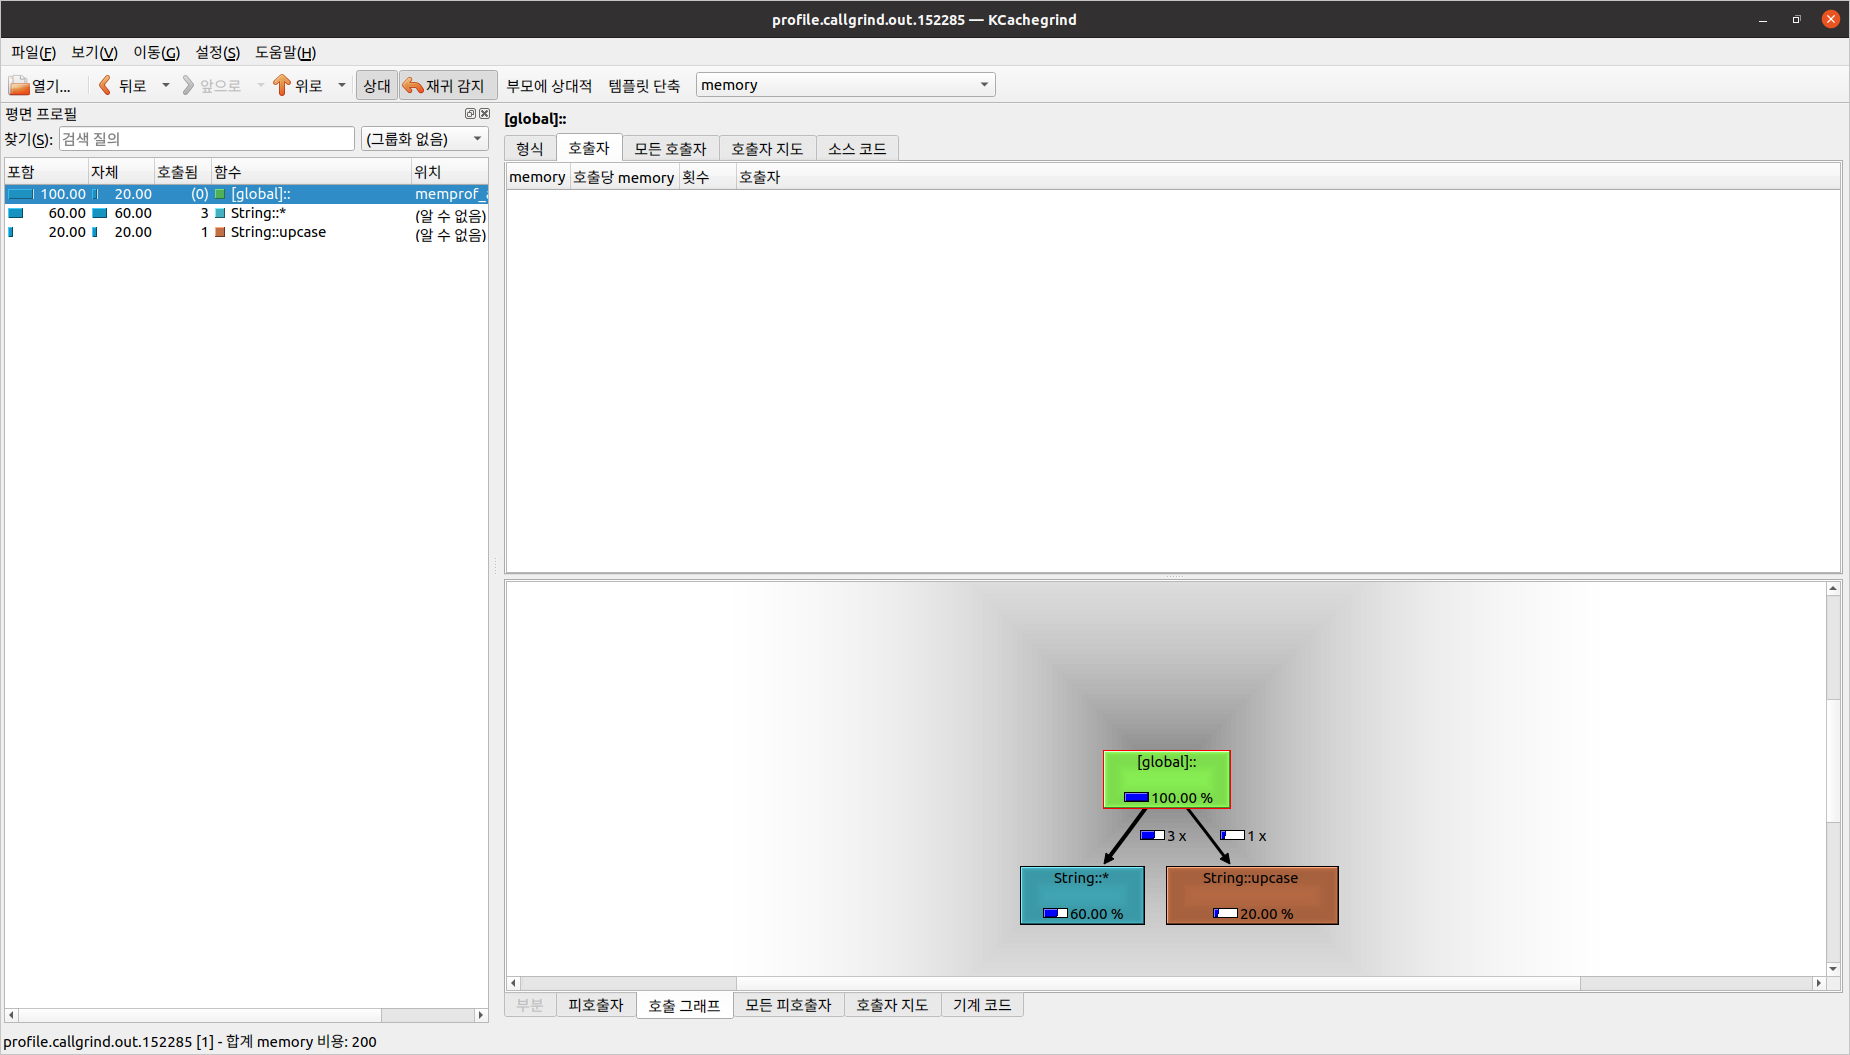 profile.callgrind.out.152285 — KCachegrind
파일(F) 보기(V) 이동(G) 설정(S) 도움말(H)
열기... 뒤로 앞으로 위로 상대 재귀 감지 부모에 상대적 템플릿 단축 memory
평면 프로필
찾기(S): 검색 질의 (그룹화 없음)
포함 자체 호출됨 함수 위치
100.00 20.00 (0) [global]:: memprof_
60.00 60.00 3 String::* (알 수 없음)
20.00 20.00 1 String::upcase (알 수 없음)
[global]::
형식 호출자 모든 호출자 호출자 지도 소스 코드
memory 호출당 memory 횟수 호출자
[global]::
100.00 %
3 x 1 x
String::* String::upcase
60.00 % 20.00 %
부분 피호출자 호출 그래프 모든 피호출자 호출자 지도 기계 코드
profile.callgrind.out.152285 [1] - 합계 memory 비용: 200